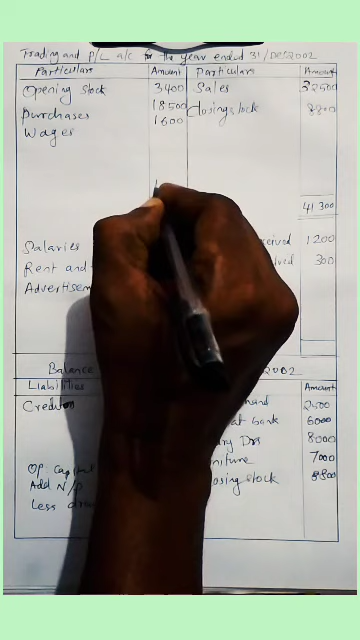 Trading and P/L a/c for the year ended 31/Dec 2002
Particulars Amount Particulars Amount
Opening stock 3400 Sales 32500
Purchases 18500 Closing stock 8800
Wages 1600
41300
Salaries 1200
Rent and 300
Balance 2002
Liabilities Amount
2500
at bank 6000
8000
7000
Op. Capital
Add N/P 8800
Less